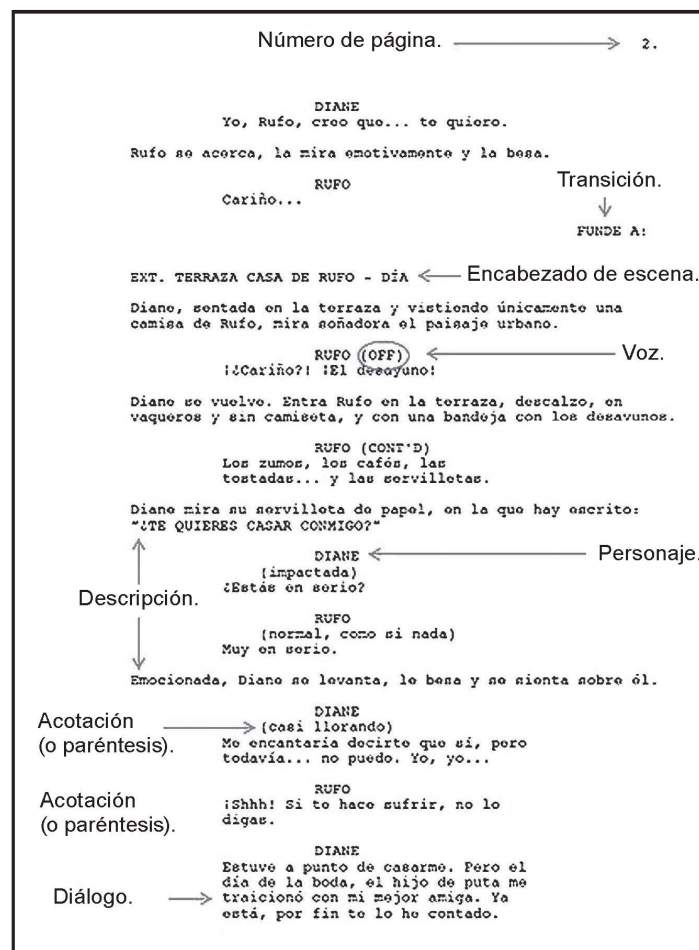 Número de página. 2.
DIANE
Yo, Rufo, creo que... te quiero.
Rufo se acerca, la mira emotivamente y la besa.
RUFO
Cariño...
Transición.
FUNDE A:
EXT. TERRAZA CASA DE RUFO - DÍA Encabezado de escena.
Diane, sentada en la terraza y vistiendo únicamente una
camisa de Rufo, mira soñadora el paisaje urbano.
RUFO (OFF) Voz.
¡¿Cariño?! ¡El desayuno!
Diane se vuelve. Entra Rufo en la terraza, descalzo, en
vaqueros y sin camiseta, y con una bandeja con los desayunos.
RUFO (CONT'D)
Los zumos, los cafés, las
tostadas... y las servilletas.
Diane mira su servilleta de papel, en la que hay escrito:
"¿TE QUIERES CASAR CONMIGO?"
DIANE Personaje.
(impactada)
¿Estás en serio?
Descripción.
RUFO
(normal, como si nada)
Muy en serio.
Emocionada, Diane se levanta, le besa y se sienta sobre él.
DIANE
Acotación
(o paréntesis).
(casi llorando)
Me encantaría decirte que sí, pero
todavía... no puedo. Yo, yo...
RUFO
Acotación
(o paréntesis).
¡Shhh! Si te hace sufrir, no lo
digas.
DIANE
Estuve a punto de casarme. Pero el
día de la boda, el hijo de puta me
Diálogo. traicionó con mi mejor amiga. Ya
está, por fin te lo he contado.